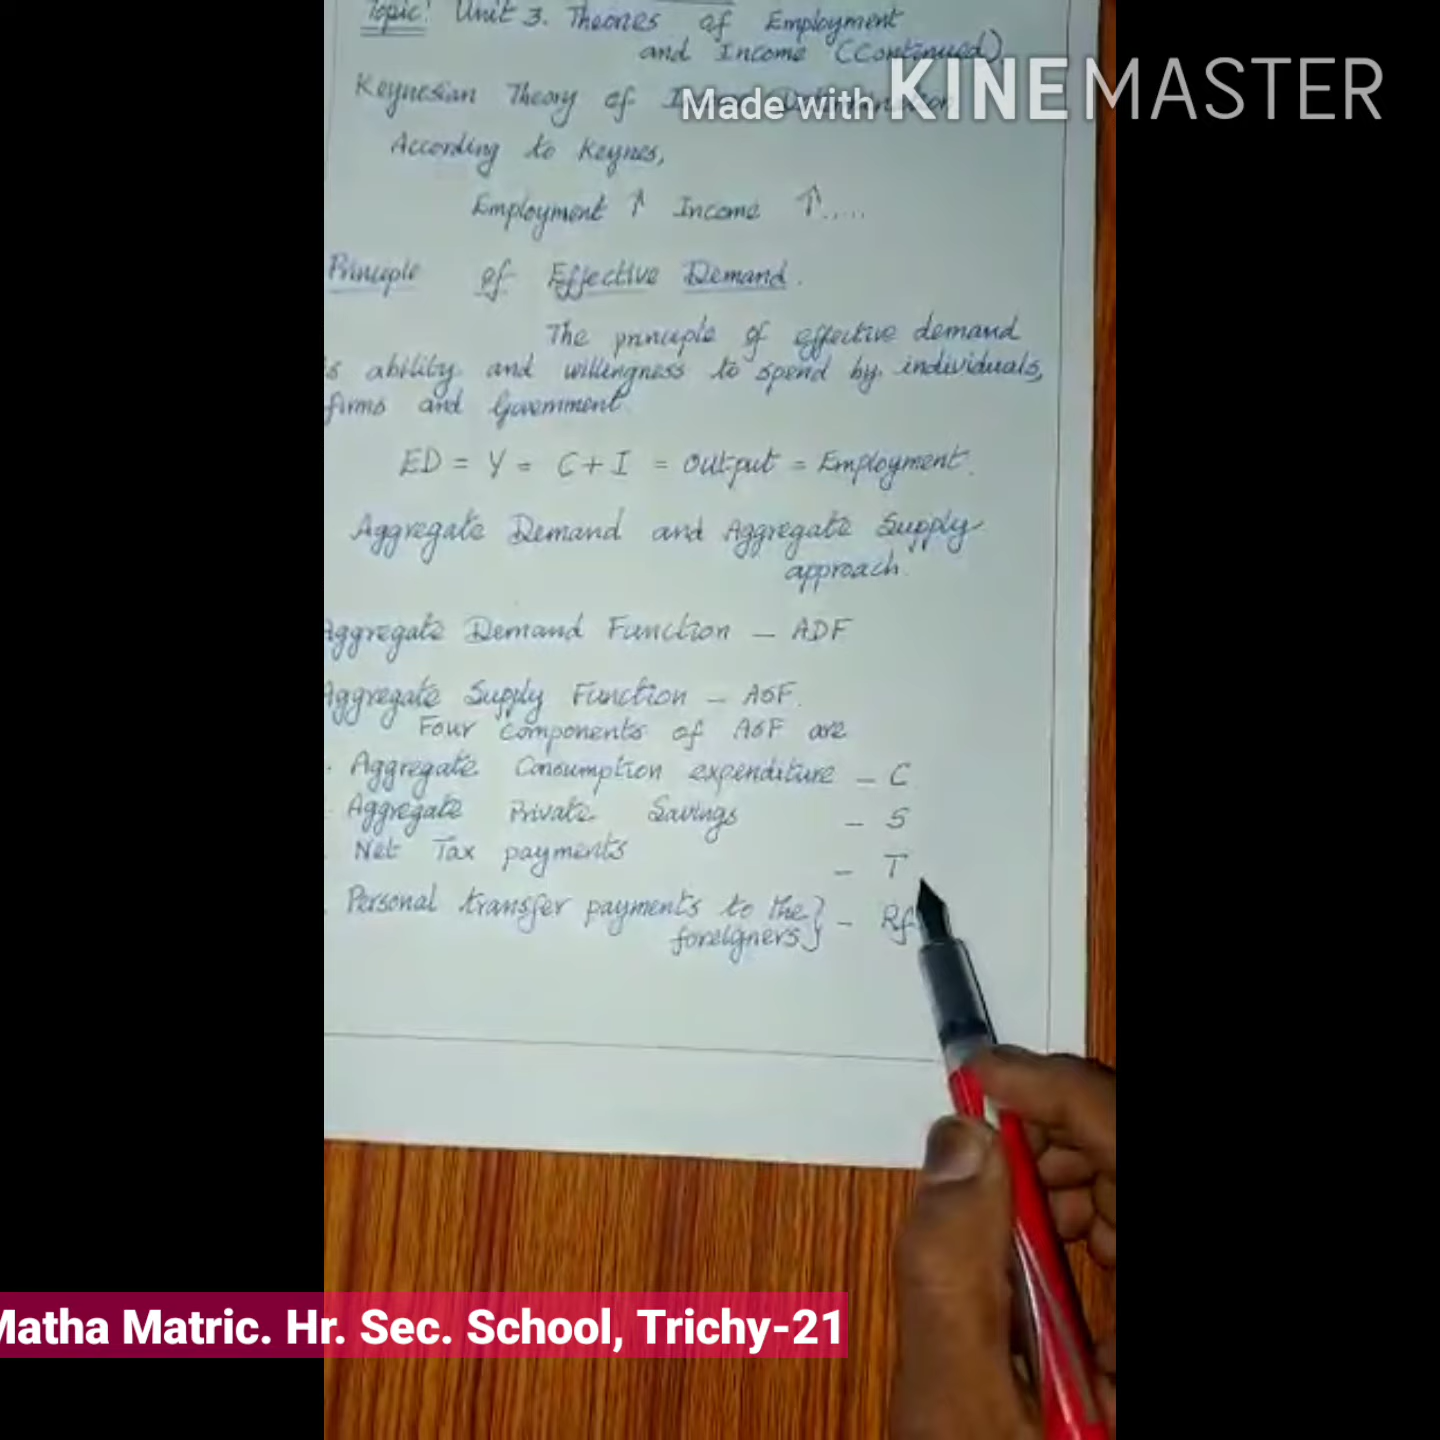 Topic: Unit 3. Theories of Employment
and Income (Continued).
Made with KINEMASTER
Keynesian Theory of Determination
According to Keynes,
Employment ↑ Income ↑.....
Principle of Effective Demand.
The principle of effective demand
is ability and willingness to spend by individuals,
firms and Government.
ED = Y = C + I = output = Employment.
Aggregate Demand and Aggregate Supply
approach.
Aggregate Demand Function - ADF
Aggregate Supply Function - ASF.
Four Components of ASF are
Aggregate Consumption expenditure - C
Aggregate Private Savings - S
Net Tax payments - T
Personal transfer payments to the } - Rf
foreigners
Matha Matric. Hr. Sec. School, Trichy-21